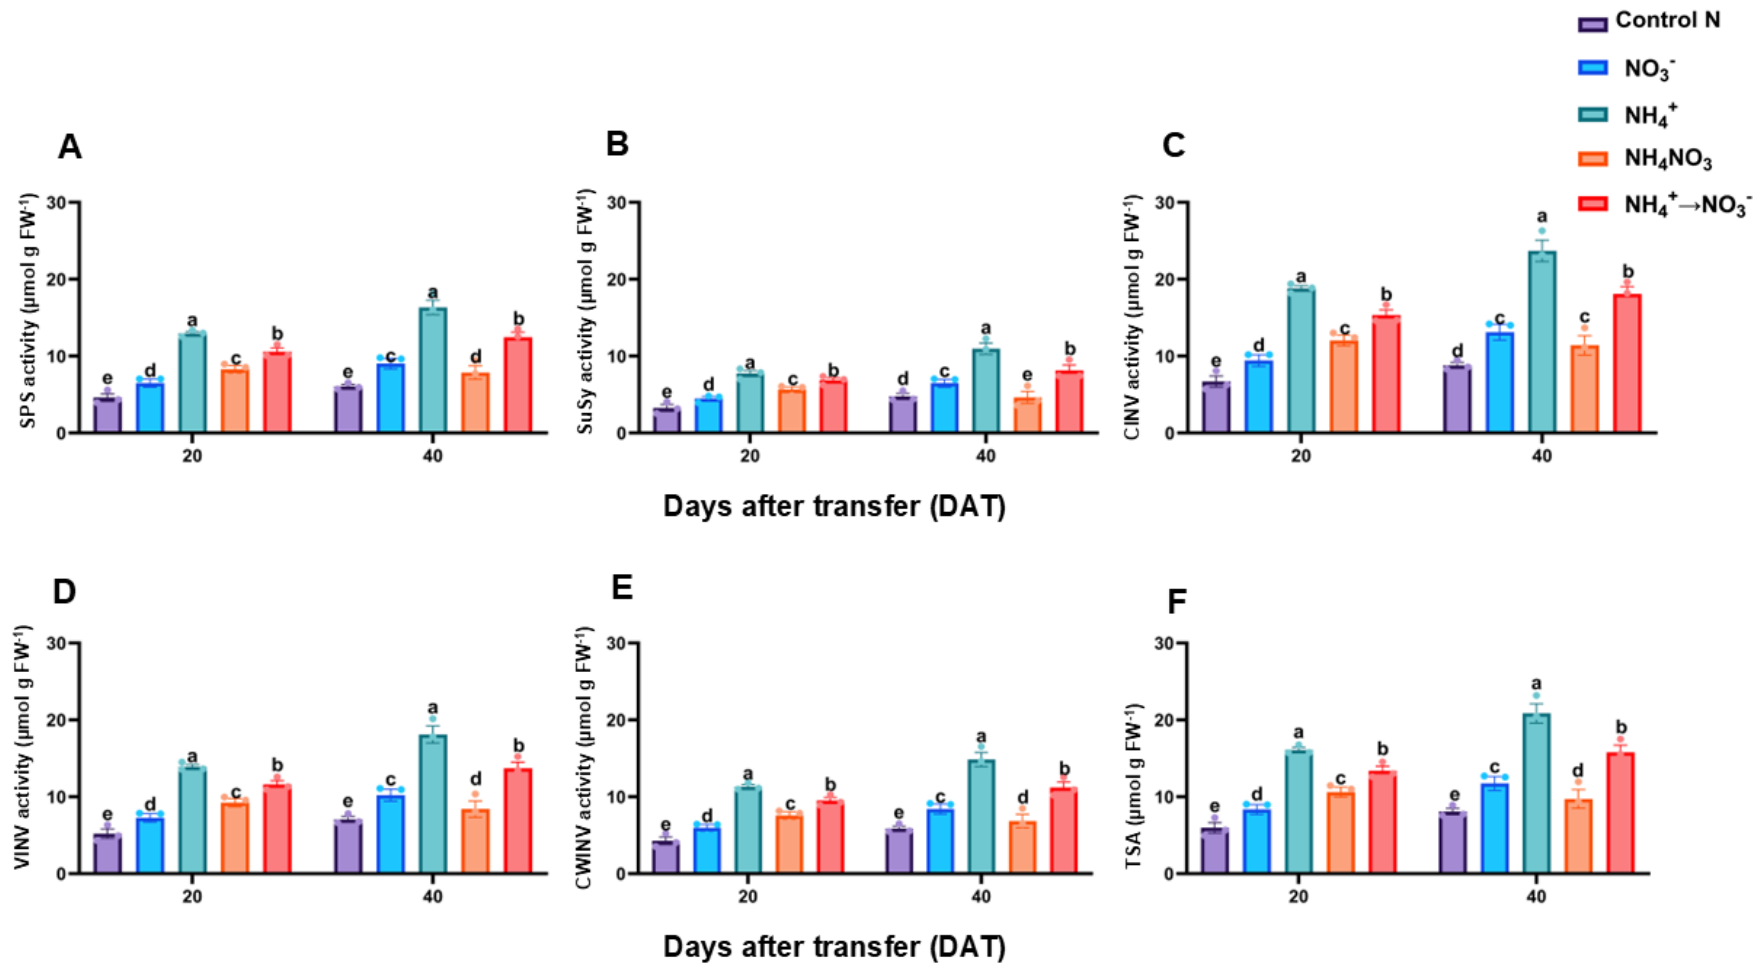 Control N
NO₃⁻
NH₄⁺
NH₄NO₃
NH₄⁺→NO₃⁻
A
SPS activity (µmol g FW⁻¹)
30
20
10
0
e
d
a
c
b
e
c
a
d
b
20
40
B
SuSy activity (µmol g FW⁻¹)
30
20
10
0
e
d
a
c
b
d
c
a
e
b
20
40
C
CINV activity (µmol g FW⁻¹)
30
20
10
0
e
d
a
c
b
d
c
a
c
b
20
40
Days after transfer (DAT)
D
VINV activity (µmol g FW⁻¹)
30
20
10
0
e
d
a
c
b
e
c
a
d
b
20
40
E
CWINV activity (µmol g FW⁻¹)
30
20
10
0
e
d
a
c
b
e
c
a
d
b
20
40
F
TSA (µmol g FW⁻¹)
30
20
10
0
e
d
a
c
b
e
c
a
d
b
20
40
Days after transfer (DAT)